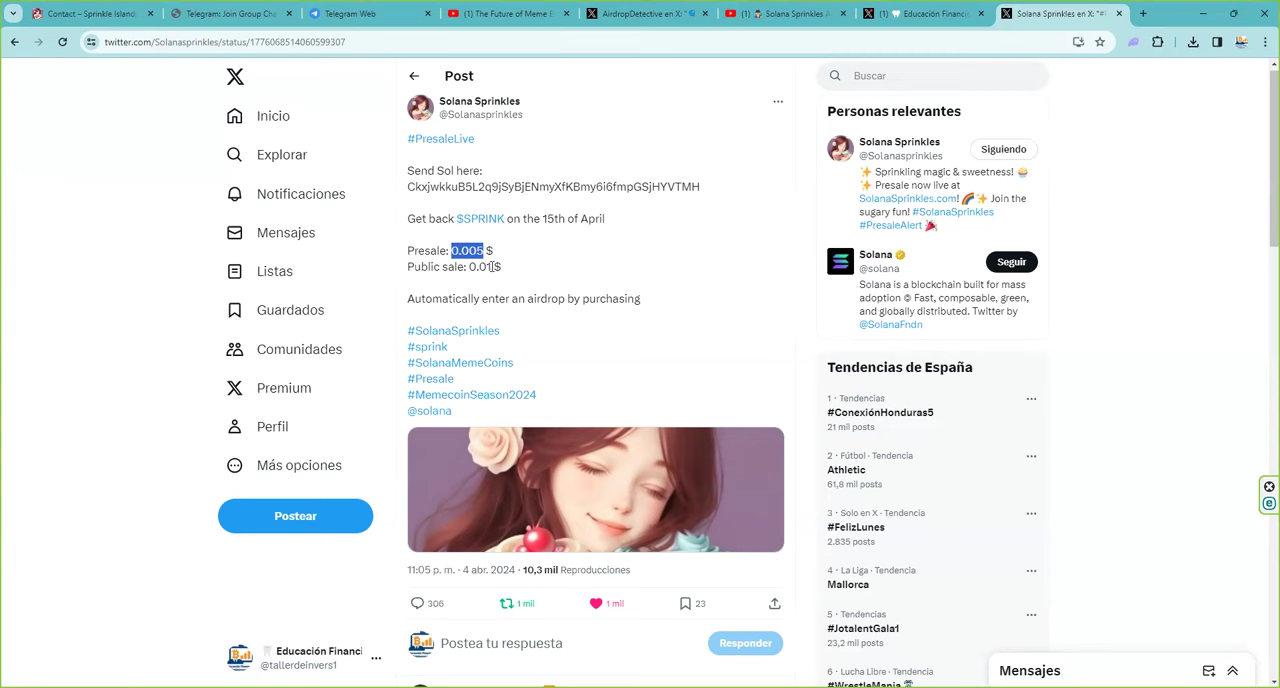 Contact – Sprinkle Island
Telegram: Join Group Cha
Telegram Web
(1) The Future of Meme
AirdropDetective en X: "
(1) Solana Sprinkles A
(1) Educación Financi
Solana Sprinkles en X: "#
twitter.com/Solanasprinkles/status/1776068514060599307
Inicio
Explorar
Notificaciones
Mensajes
Listas
Guardados
Comunidades
Premium
Perfil
Más opciones
Postear
Educación Financi
@tallerdeinvers1
Post
Solana Sprinkles
@Solanasprinkles
#PresaleLive
Send Sol here:
CkxjwkkuB5L2q9jSyBjENmyXfKBmy6i6fmpGSjHYVTMH
Get back $SPRINK on the 15th of April
Presale: 0.005 $
Public sale: 0.01$
Automatically enter an airdrop by purchasing
#SolanaSprinkles
#sprink
#SolanaMemeCoins
#Presale
#MemecoinSeason2024
@solana
11:05 p. m. · 4 abr. 2024 · 10,3 mil Reproducciones
306
1 mil
1 mil
23
Postea tu respuesta
Responder
Buscar
Personas relevantes
Solana Sprinkles
@Solanasprinkles
Siguiendo
✨ Sprinkling magic & sweetness! 🧁
✨ Presale now live at
SolanaSprinkles.com! 🌈✨ Join the
sugary fun! #SolanaSprinkles
#PresaleAlert 🎉
Solana
@solana
Seguir
Solana is a blockchain built for mass
adoption © Fast, composable, green,
and globally distributed. Twitter by
@SolanaFndn
Tendencias de España
1 · Tendencias
#ConexiónHonduras5
21 mil posts
2 · Fútbol · Tendencia
Athletic
61,8 mil posts
3 · Solo en X · Tendencia
#FelizLunes
2.835 posts
4 · La Liga · Tendencia
Mallorca
5 · Tendencias
#JotalentGala1
23,2 mil posts
6 · Lucha Libre · Tendencia
#WrestleMania
Mensajes